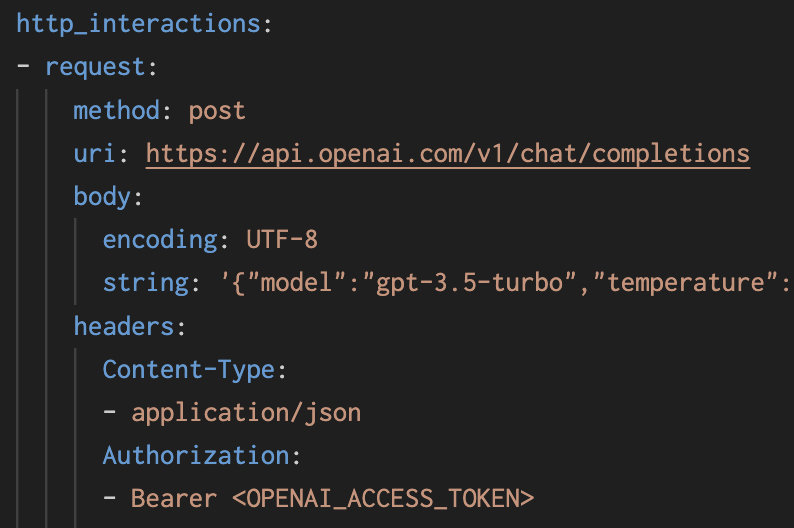 http_interactions:
- request:
method: post
uri: https://api.openai.com/v1/chat/completions
body:
encoding: UTF-8
string: '{"model":"gpt-3.5-turbo","temperature":
headers:
Content-Type:
- application/json
Authorization:
- Bearer <OPENAI_ACCESS_TOKEN>